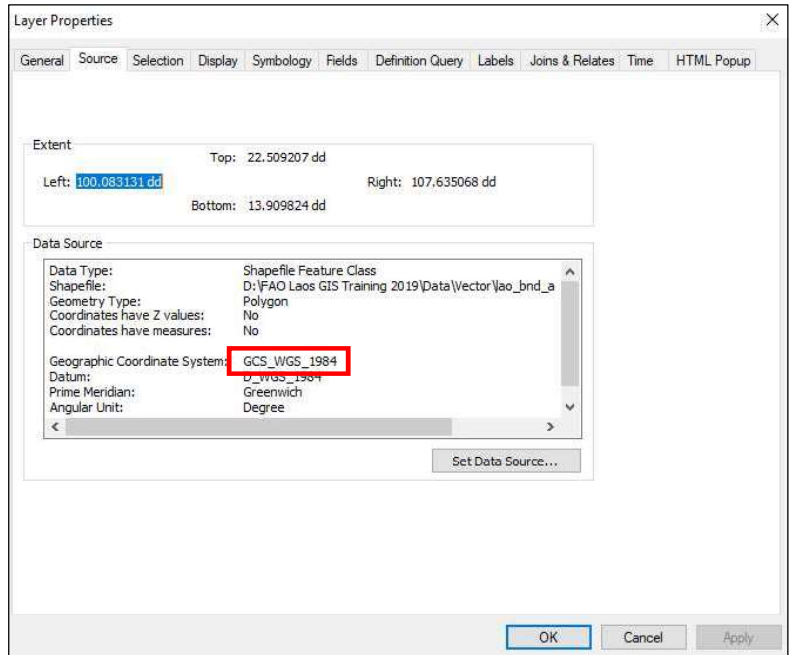 Layer Properties
General Source Selection Display Symbology Fields Definition Query Labels Joins & Relates Time HTML Popup
Extent
Top: 22.509207 dd
Left: 100.083131 dd Right: 107.635068 dd
Bottom: 13.909824 dd
Data Source
Data Type: Shapefile Feature Class
Shapefile: D:\FAO Laos GIS Training 2019\Data\Vector\lao_bnd_a
Geometry Type: Polygon
Coordinates have Z values: No
Coordinates have measures: No
Geographic Coordinate System: GCS_WGS_1984
Datum: D_WGS_1984
Prime Meridian: Greenwich
Angular Unit: Degree
Set Data Source...
OK Cancel Apply